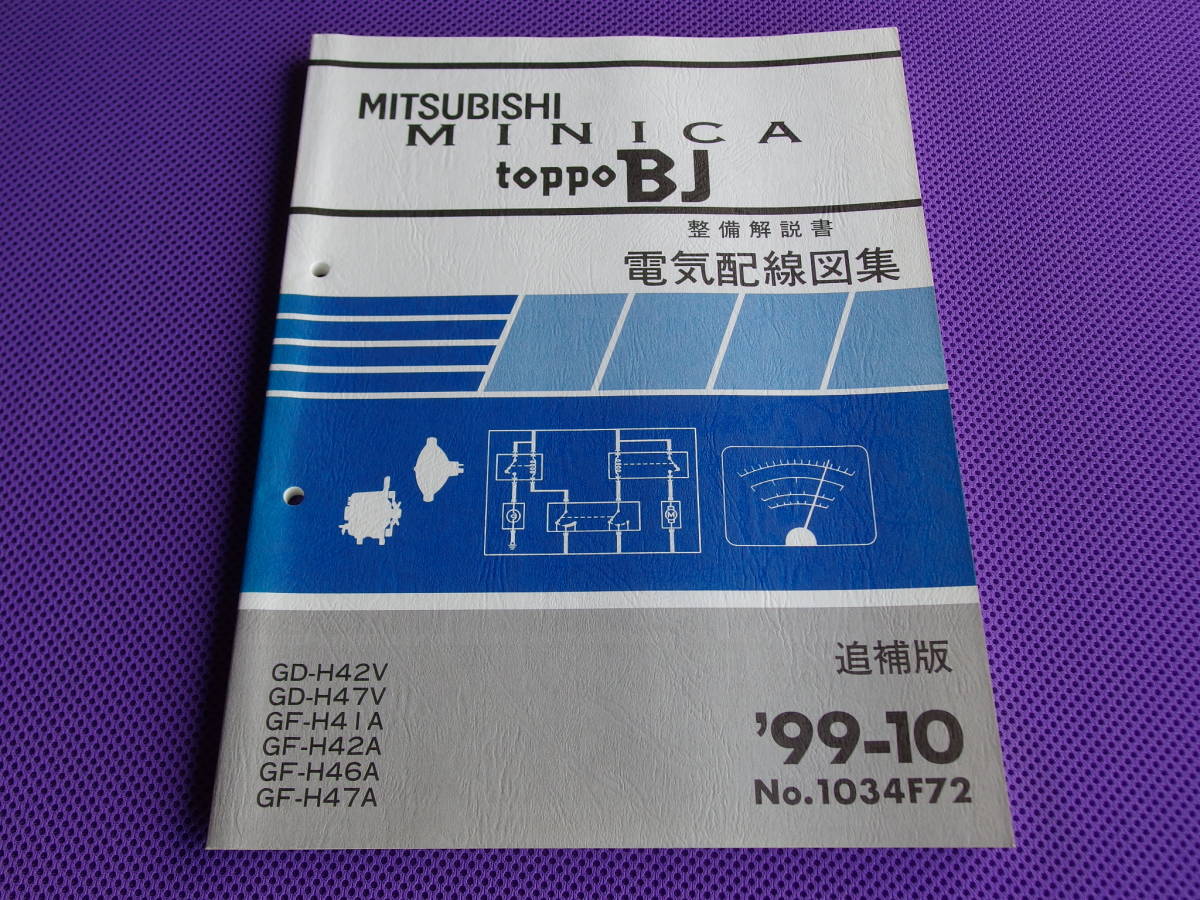 MITSUBISHI
MINICA
toppo BJ
整備解説書
電気配線図集
M
GD-H42V
GD-H47V
GF-H41A
GF-H42A
GF-H46A
GF-H47A
追補版
'99-10
No.1034F72